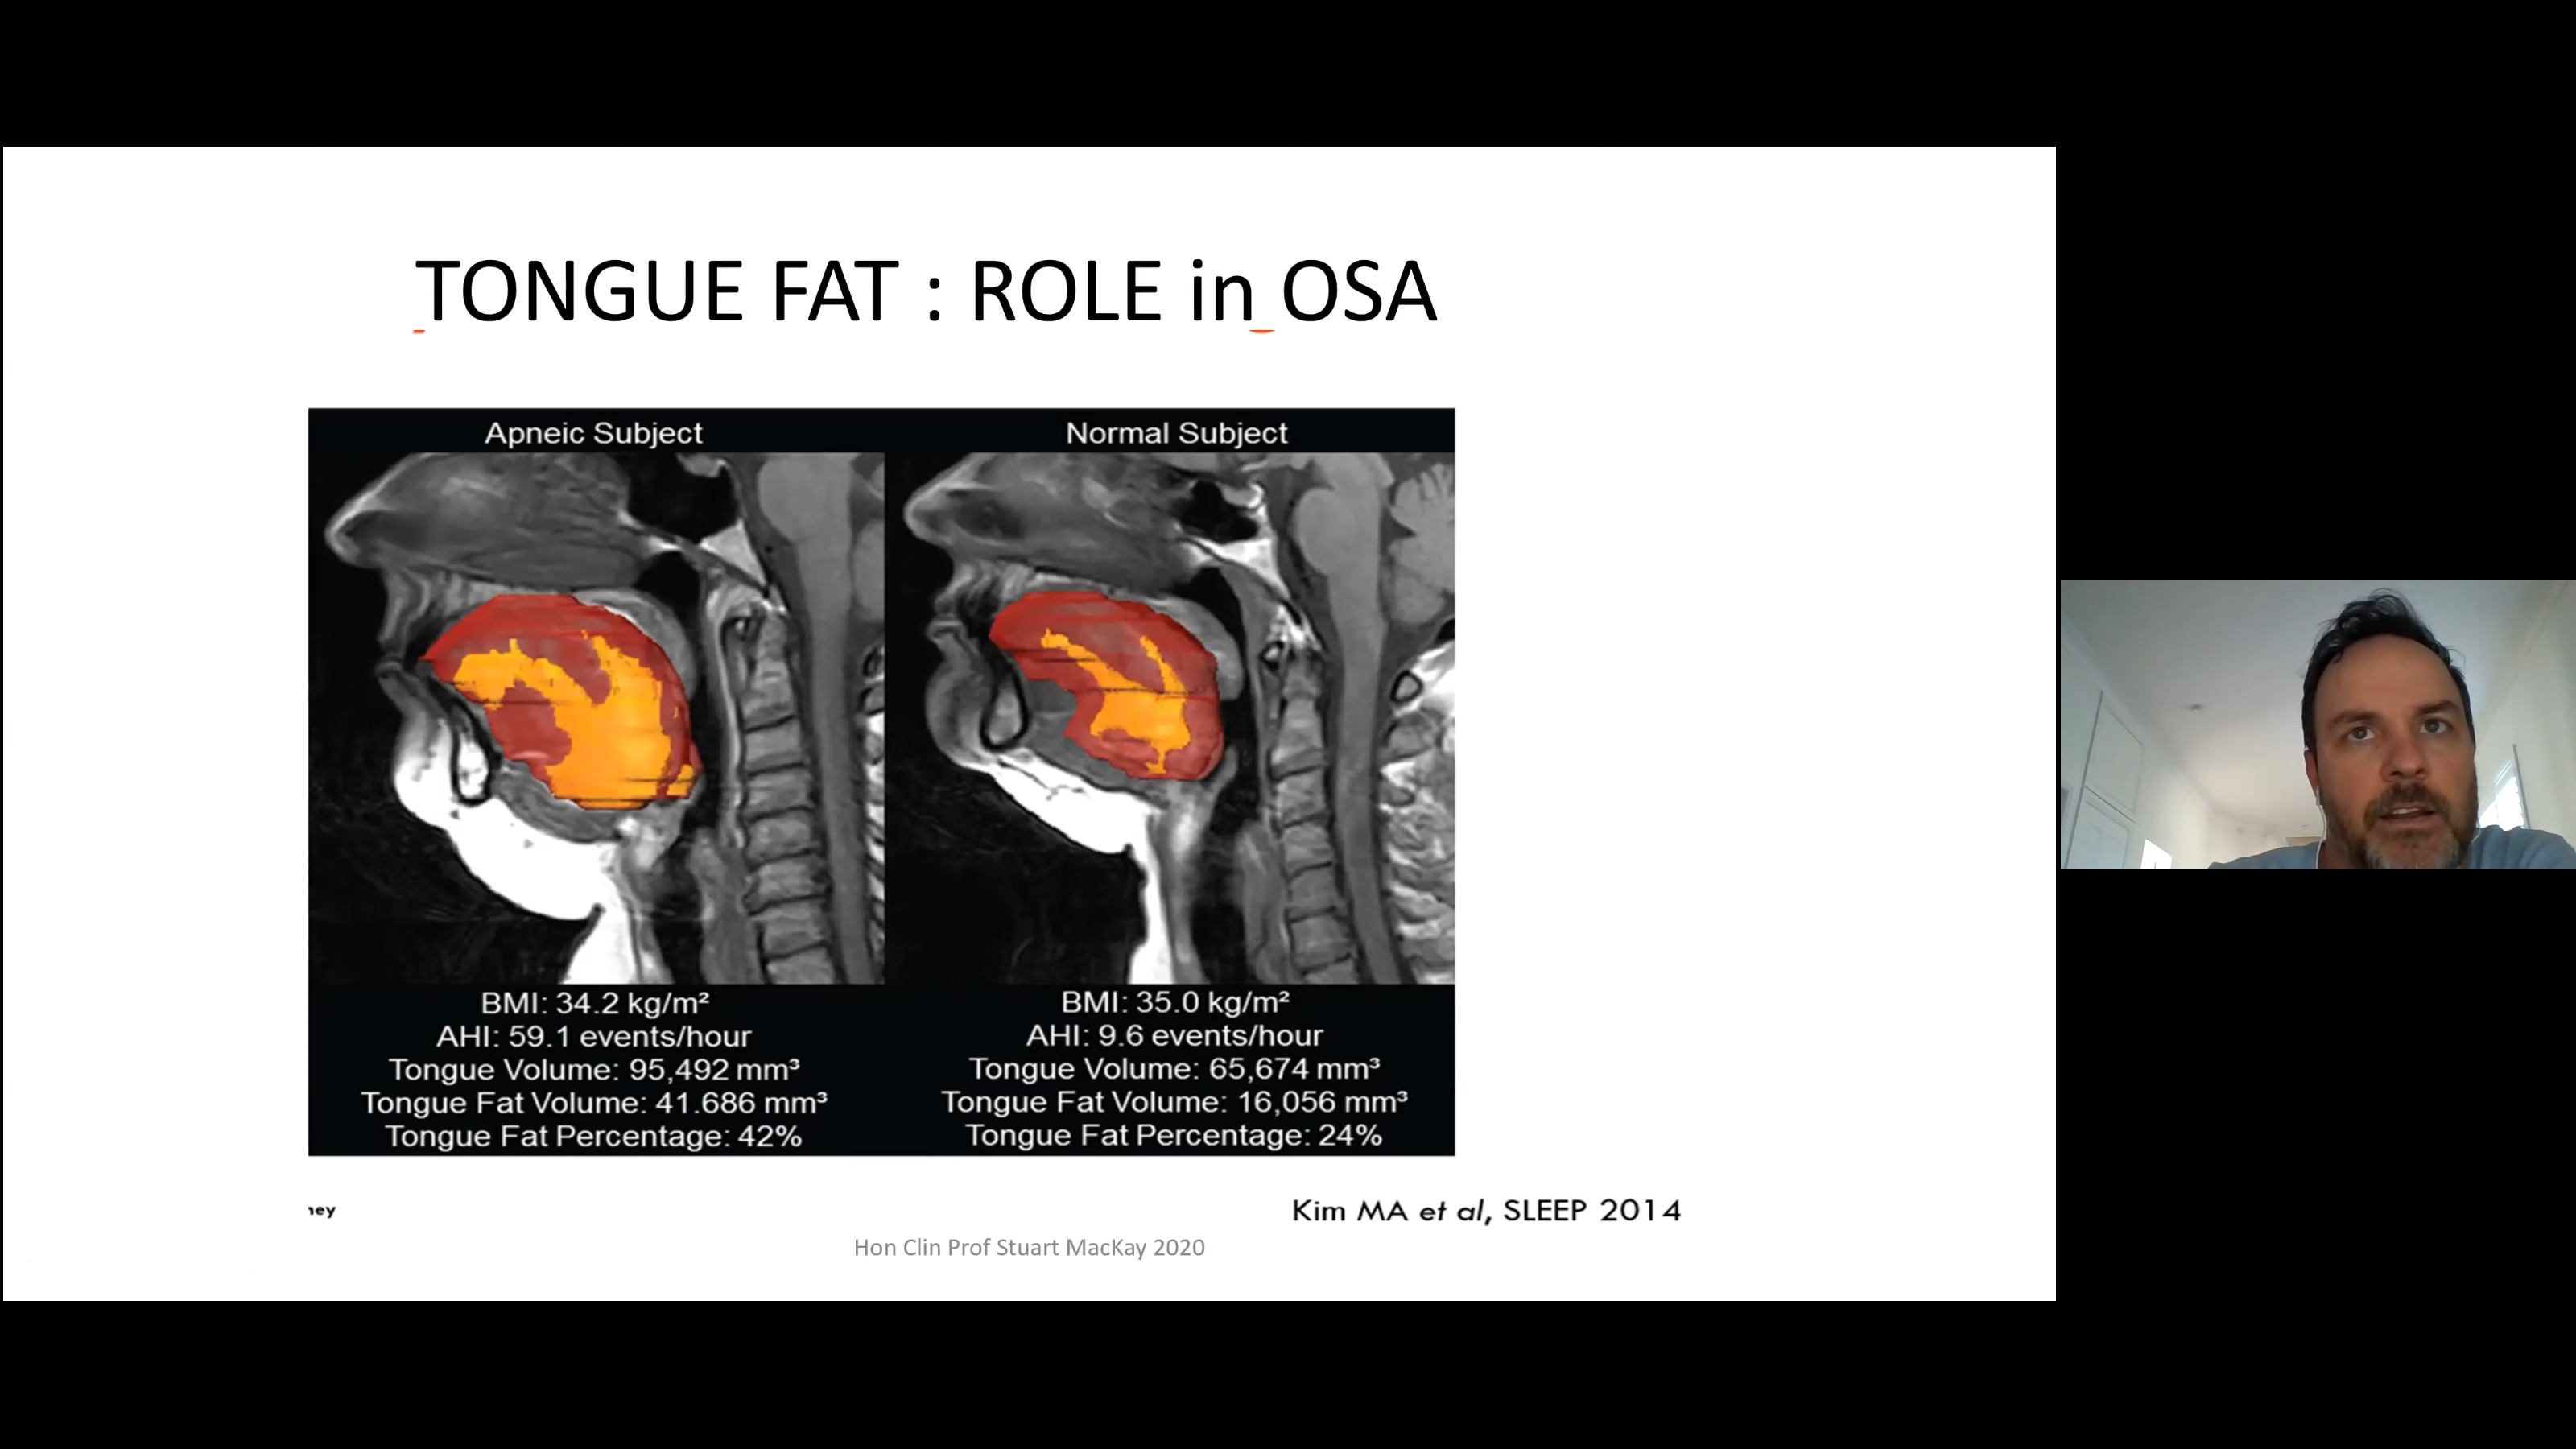 TONGUE FAT : ROLE in OSA
Apneic Subject
Normal Subject
BMI: 34.2 kg/m²
AHI: 59.1 events/hour
Tongue Volume: 95,492 mm³
Tongue Fat Volume: 41.686 mm³
Tongue Fat Percentage: 42%
BMI: 35.0 kg/m²
AHI: 9.6 events/hour
Tongue Volume: 65,674 mm³
Tongue Fat Volume: 16,056 mm³
Tongue Fat Percentage: 24%
Kim MA et al, SLEEP 2014
Hon Clin Prof Stuart MacKay 2020